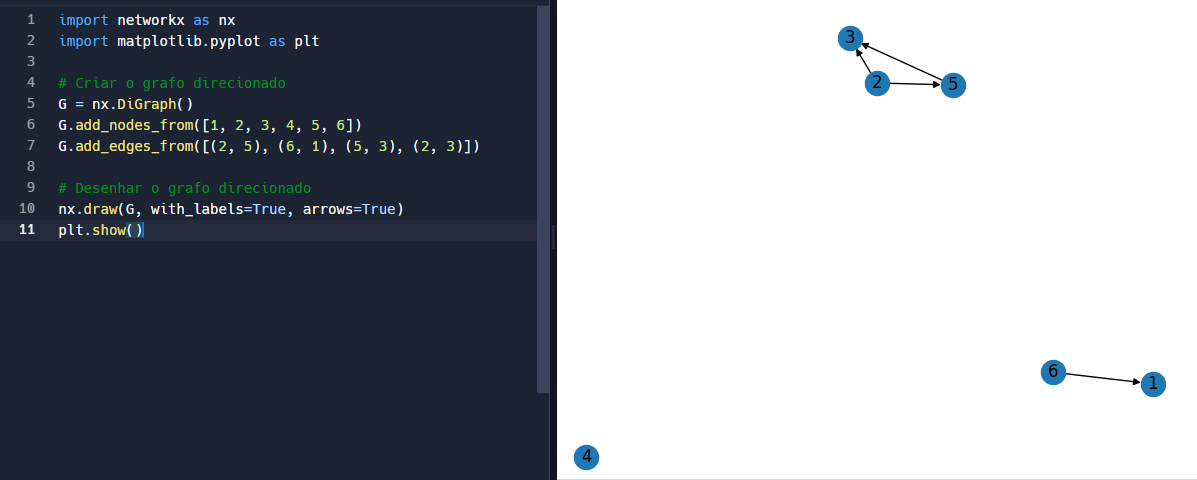 1 import networkx as nx
2 import matplotlib.pyplot as plt
3
4 # Criar o grafo direcionado
5 G = nx.DiGraph()
6 G.add_nodes_from([1, 2, 3, 4, 5, 6])
7 G.add_edges_from([(2, 5), (6, 1), (5, 3), (2, 3)])
8
9 # Desenhar o grafo direcionado
10 nx.draw(G, with_labels=True, arrows=True)
11 plt.show()
3
2 5
6
1
4